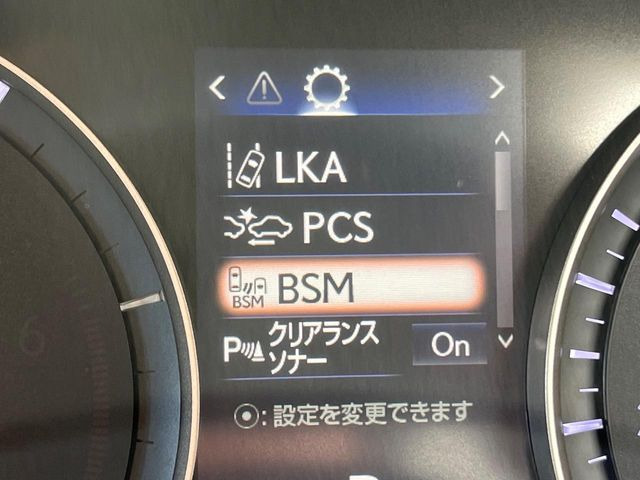 LKA
PCS
BSM BSM
P クリアランス
ソナー On
⦿:設定を変更できます